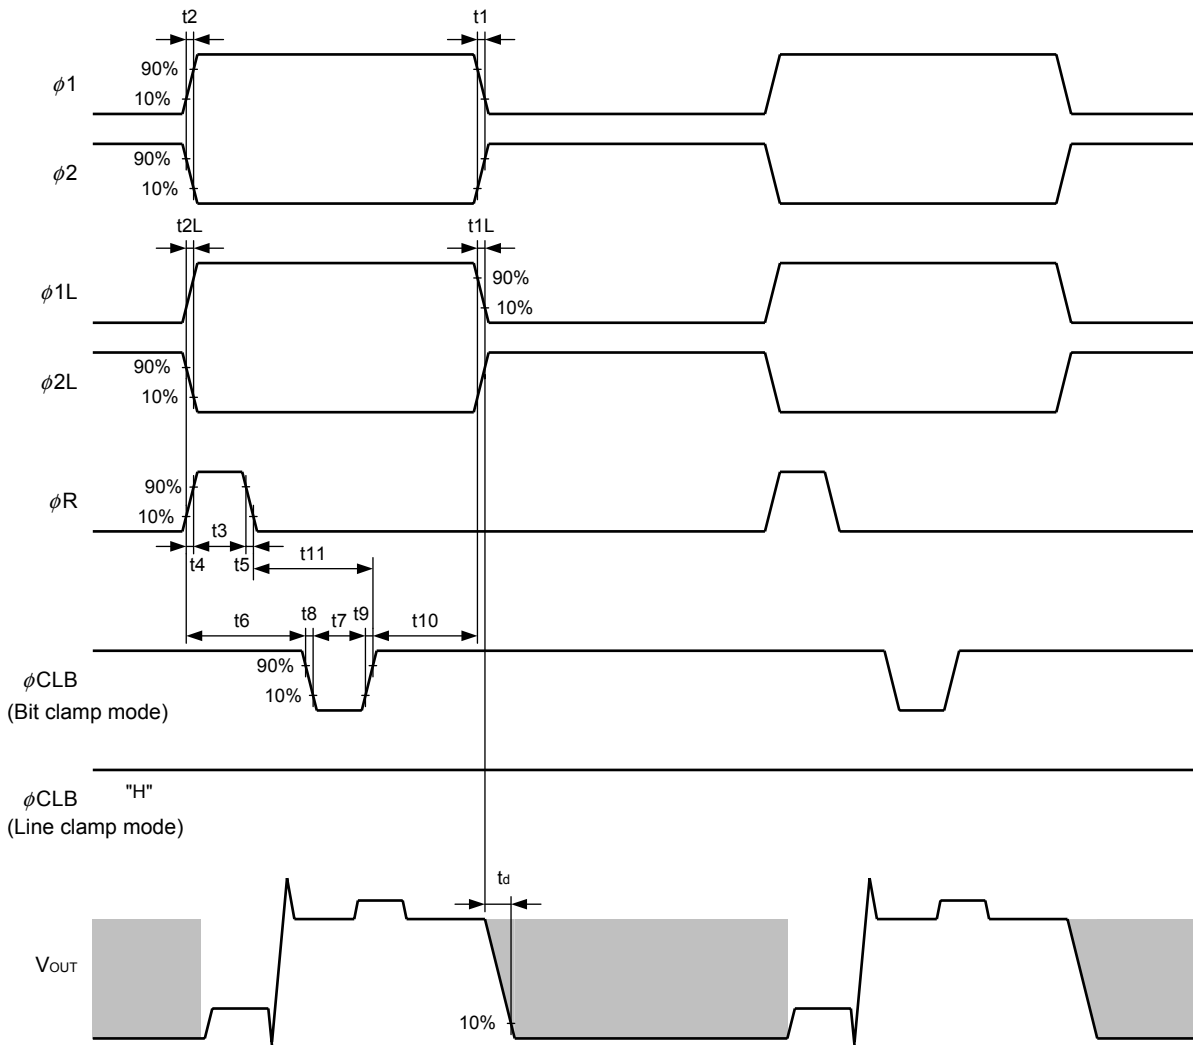 t2 t1
90%
ϕ1
10%
90%
ϕ2
10%
t2L t1L
ϕ1L 90%
10%
90%
ϕ2L
10%
90%
ϕR
10%
t3
t4 t5 t11
t6 t8 t7 t9 t10
90%
ϕCLB
10%
(Bit clamp mode)
ϕCLB "H"
(Line clamp mode)
td
VOUT
10%